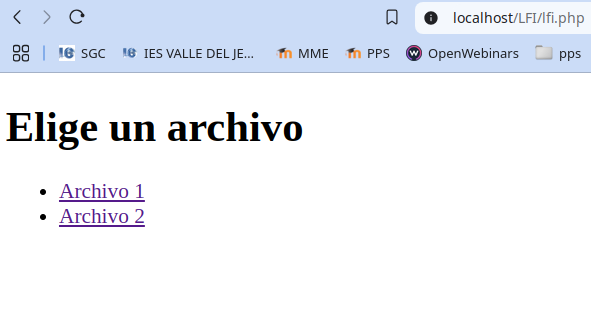 localhost/LFI/lfi.php
SGC IES VALLE DEL JE... MME PPS OpenWebinars pps
Elige un archivo
Archivo 1
Archivo 2